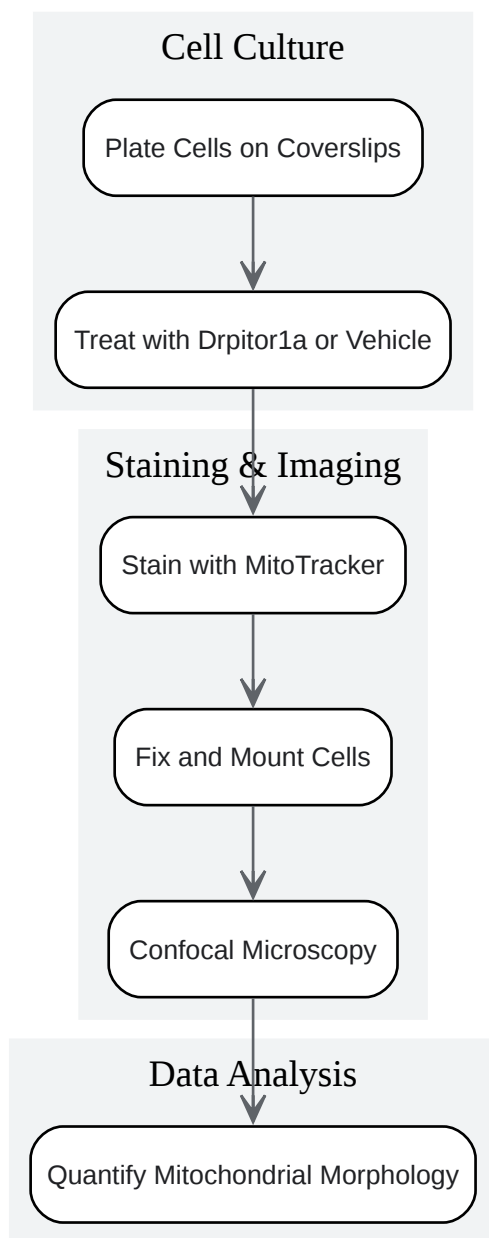 Cell Culture
Plate Cells on Coverslips
Treat with Drpitor1a or Vehicle
Staining & Imaging
Stain with MitoTracker
Fix and Mount Cells
Confocal Microscopy
Data Analysis
Quantify Mitochondrial Morphology